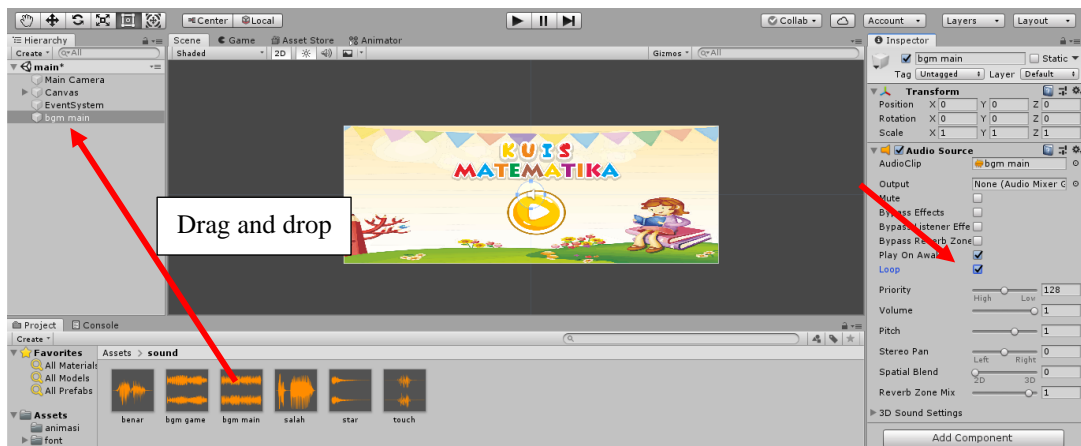 Center Local Collab Account Layers Layout
Hierarchy
Create All
main*
Main Camera
Canvas
EventSystem
bgm main
Scene Game Asset Store Animator
Shaded 2D Gizmos All
KUIS
MATEMATIKA
Drag and drop
Inspector
bgm main Static
Tag Untagged Layer Default
Transform
Position X 0 Y 0 Z 0
Rotation X 0 Y 0 Z 0
Scale X 1 Y 1 Z 1
Audio Source
AudioClip bgm main
Output None (Audio Mixer G
Mute
Bypass Effects
Bypass Listener Effe
Bypass Reverb Zone
Play On Awake
Loop
Priority 128
High Low
Volume 1
Pitch 1
Stereo Pan 0
Left Right
Spatial Blend 0
2D 3D
Reverb Zone Mix 1
3D Sound Settings
Add Component
Project Console
Create
Favorites
All Materials
All Models
All Prefabs
Assets
animasi
font
Assets > sound
benar bgm game bgm main salah star touch